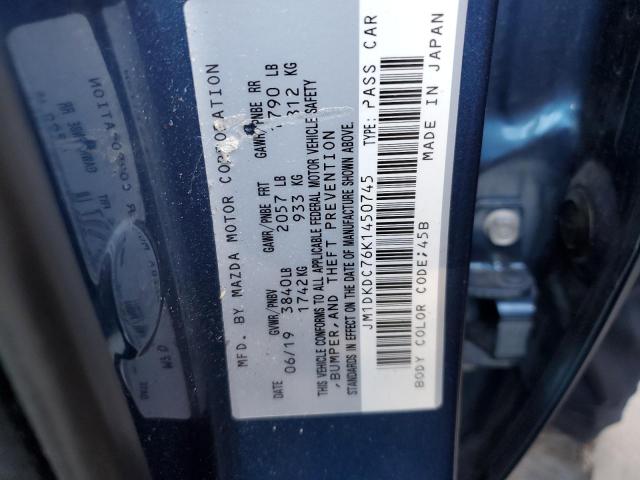 MFD. BY MAZDA MOTOR CORPORATION
DATE GVWR/PNBV GAWR/PNBE FRT GAWR/PNBE RR
06/19 3840LB 2057 LB 790 LB
1742KG 933 KG 812 KG
THIS VEHICLE CONFORMS TO ALL APPLICABLE FEDERAL MOTOR VEHICLE SAFETY
,BUMPER,AND THEFT PREVENTION
STANDARDS IN EFFECT ON THE DATE OF MANUFACTURE SHOWN ABOVE.
JM1DKDC76K1450745 TYPE: PASS CAR
BODY COLOR CODE:45B MADE IN JAPAN